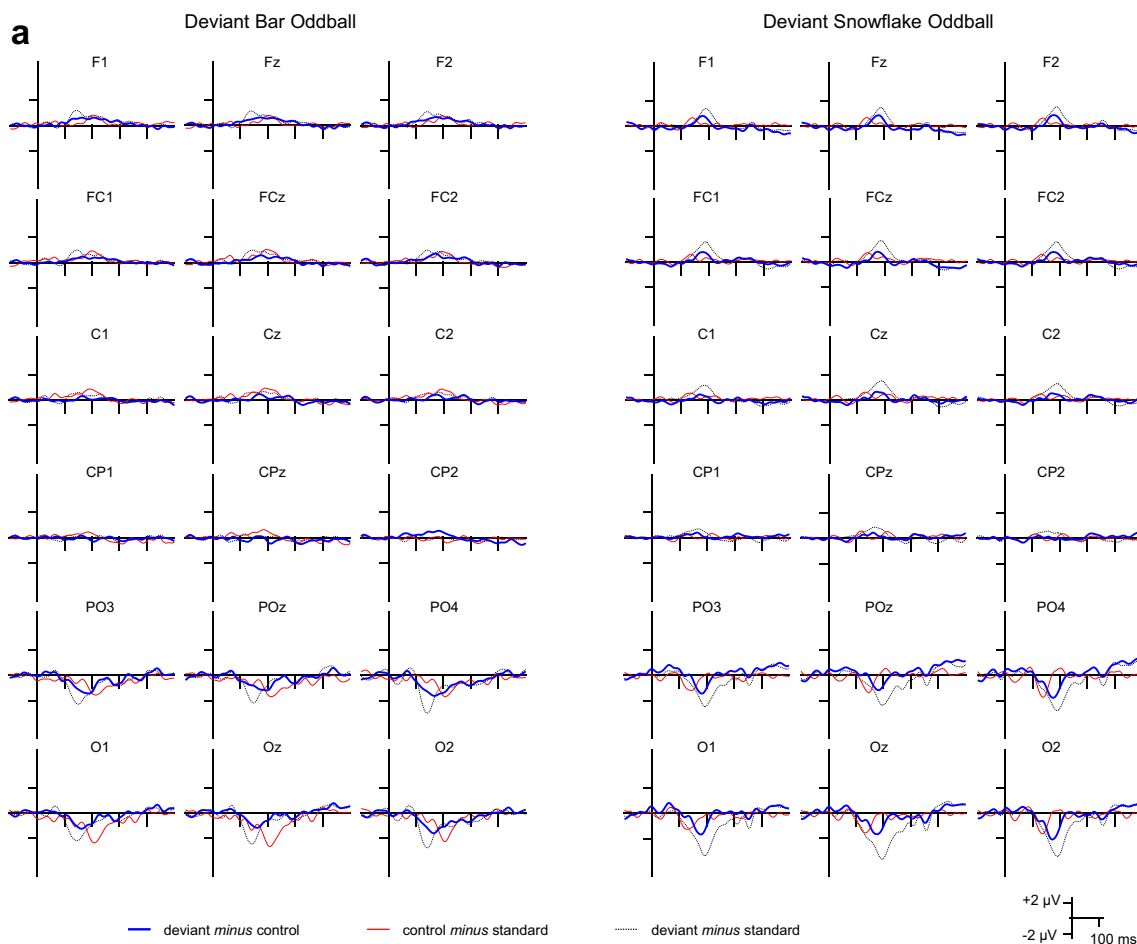 a
Deviant Bar Oddball
Deviant Snowflake Oddball
F1 Fz F2 F1 Fz F2
FC1 FCz FC2 FC1 FCz FC2
C1 Cz C2 C1 Cz C2
CP1 CPz CP2 CP1 CPz CP2
PO3 POz PO4 PO3 POz PO4
O1 Oz O2 O1 Oz O2
+2 µV
-2 µV
100 ms
deviant minus control control minus standard deviant minus standard